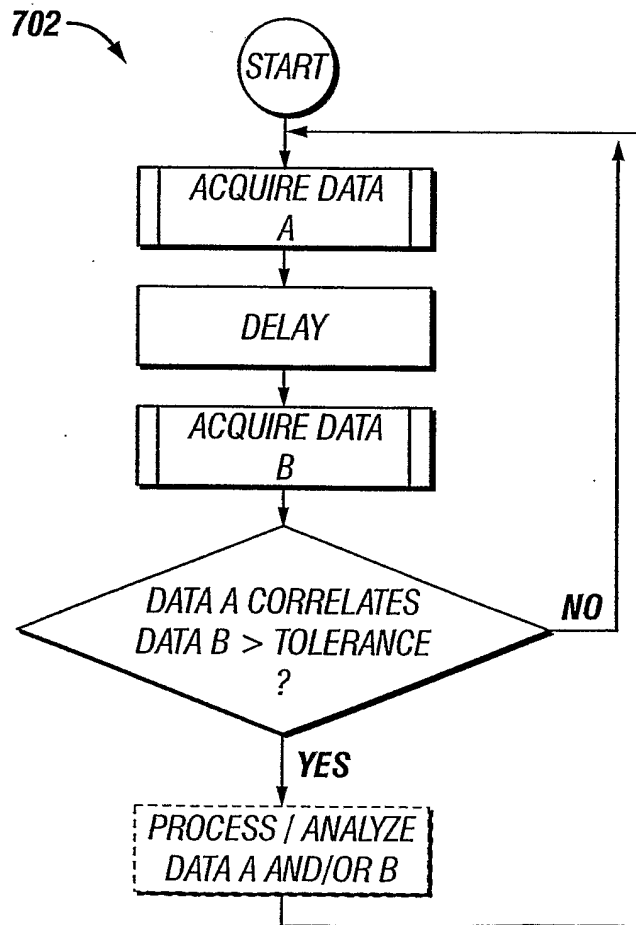 702
START
ACQUIRE DATA
A
DELAY
ACQUIRE DATA
B
DATA A CORRELATES
DATA B > TOLERANCE
?
NO
YES
PROCESS / ANALYZE
DATA A AND/OR B